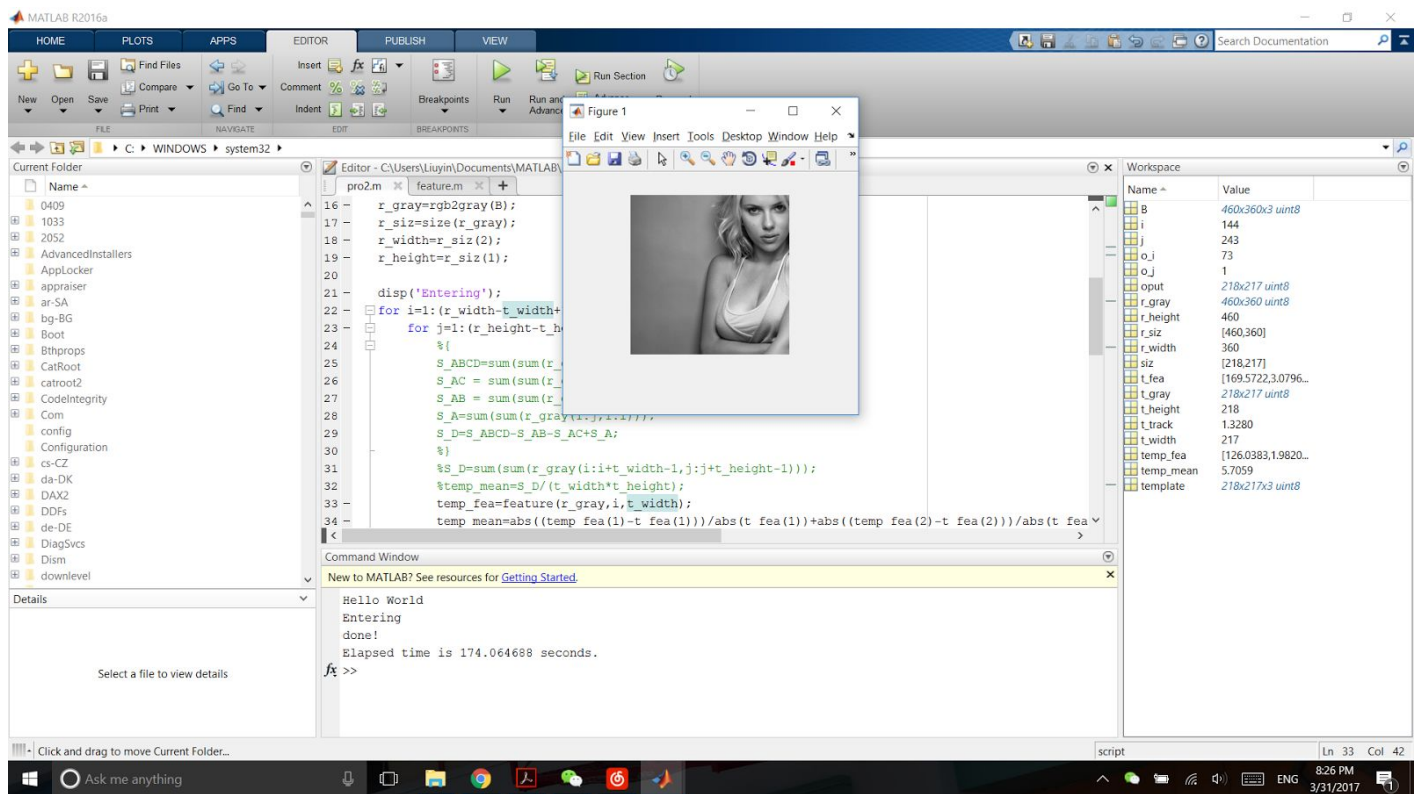 MATLAB R2016a
HOME PLOTS APPS EDITOR PUBLISH VIEW
Search Documentation
New Open Save
Find Files
Compare
Print
FILE
Go To
Find
NAVIGATE
Insert fx
Comment
Indent
EDIT
Breakpoints
BREAKPOINTS
Run
Run and
Advance
Run Section
C: WINDOWS system32
Current Folder
Name
0409
1033
2052
AdvancedInstallers
AppLocker
appraiser
ar-SA
bg-BG
Boot
Bthprops
CatRoot
catroot2
CodeIntegrity
Com
config
Configuration
cs-CZ
da-DK
DAX2
DDFs
de-DE
DiagSvcs
Dism
downlevel
Details
Select a file to view details
Editor - C:\Users\Liuyin\Documents\MATLAB\
pro2.m feature.m +
16 – r_gray=rgb2gray(B);
17 – r_siz=size(r_gray);
18 – r_width=r_siz(2);
19 – r_height=r_siz(1);
20
21 – disp('Entering');
22 – for i=1:(r_width-t_width+
23 – for j=1:(r_height-t_h
24 %{
25 S_ABCD=sum(sum(r_
26 S_AC = sum(sum(r_
27 S_AB = sum(sum(r_
28 S_A=sum(sum(r_gray(1:j,1:i)));
29 S_D=S_ABCD-S_AB-S_AC+S_A;
30 %}
31 %S_D=sum(sum(r_gray(i:i+t_width-1,j:j+t_height-1)));
32 %temp_mean=S_D/(t_width*t_height);
33 – temp_fea=feature(r_gray,i,t_width);
34 – temp_mean=abs((temp_fea(1)-t_fea(1)))/abs(t_fea(1))+abs((temp_fea(2)-t_fea(2)))/abs(t_fea
Figure 1
File Edit View Insert Tools Desktop Window Help
Command Window
New to MATLAB? See resources for Getting Started.
Hello World
Entering
done!
Elapsed time is 174.064688 seconds.
fx >>
Workspace
Name Value
B 460x360x3 uint8
i 144
j 243
o_i 73
o_j 1
oput 218x217 uint8
r_gray 460x360 uint8
r_height 460
r_siz [460,360]
r_width 360
siz [218,217]
t_fea [169.5722,3.0796...
t_gray 218x217 uint8
t_height 218
t_track 1.3280
t_width 217
temp_fea [126.0383,1.9820...
temp_mean 5.7059
template 218x217x3 uint8
Click and drag to move Current Folder...
script Ln 33 Col 42
Ask me anything
ENG
8:26 PM
3/31/2017